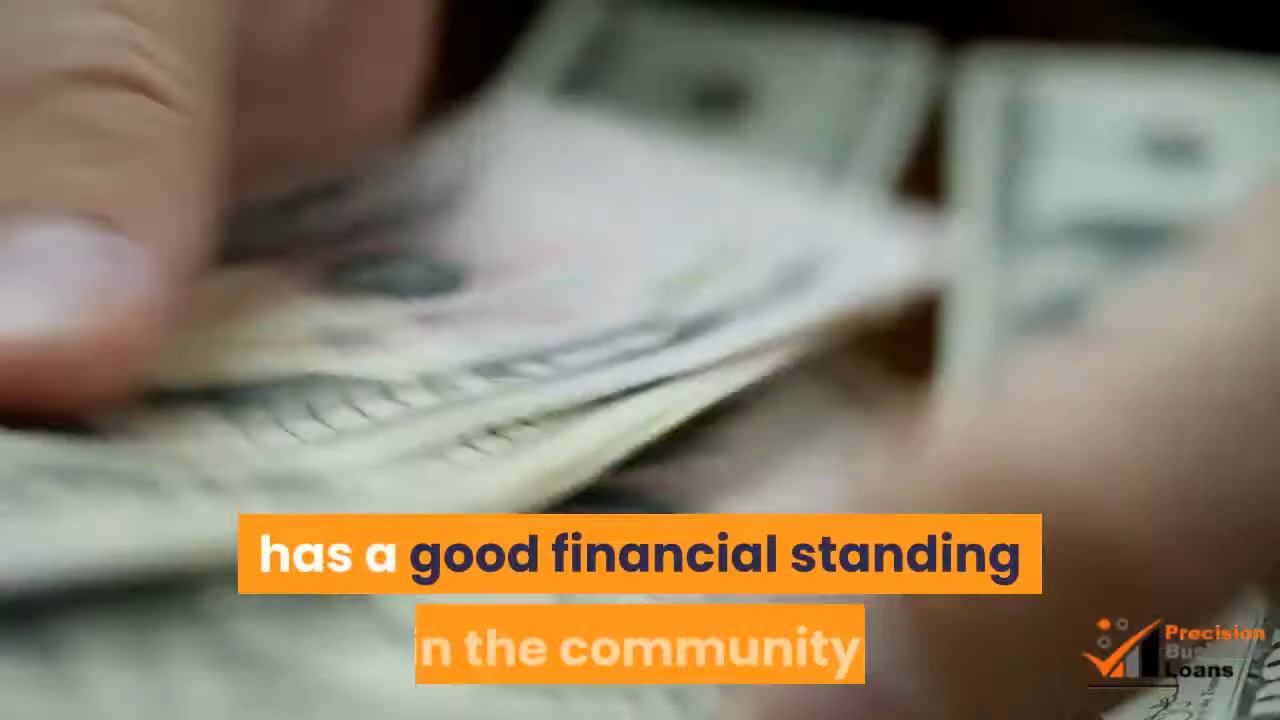 has a good financial standing
in the community
Precision
Loans